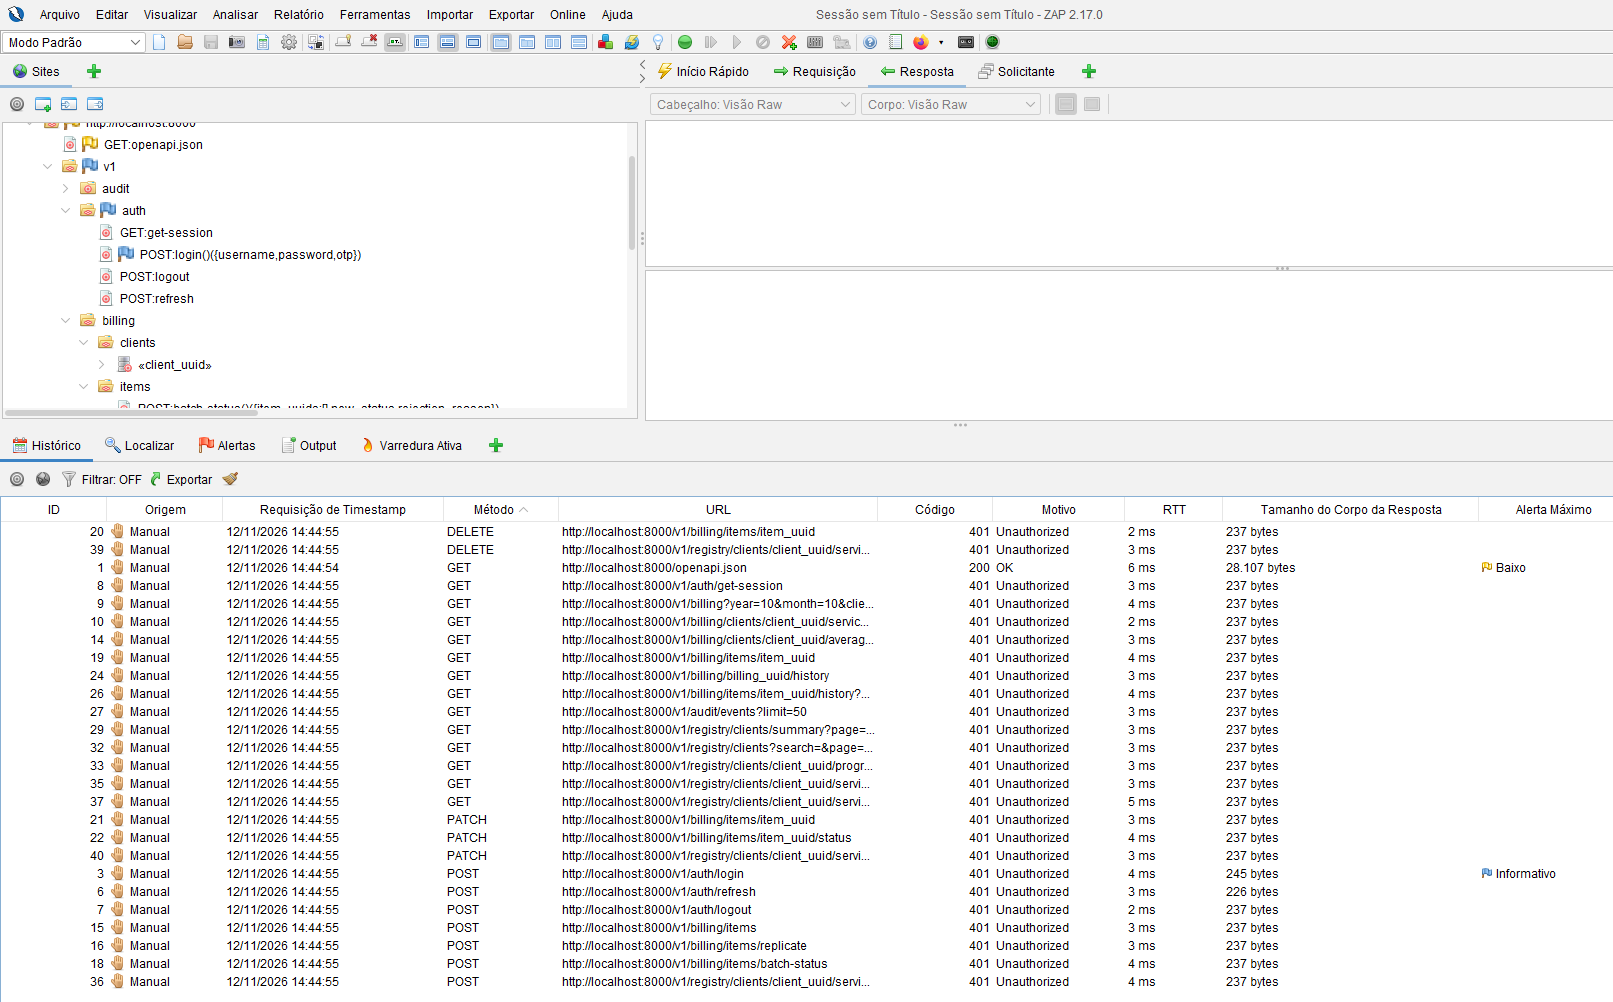 Arquivo Editar Visualizar Analisar Relatório Ferramentas Importar Exportar Online Ajuda Sessão sem Título - Sessão sem Título - ZAP 2.17.0
Modo Padrão
Sites
Início Rápido Requisição Resposta Solicitante
Cabeçalho: Visão Raw Corpo: Visão Raw
http://localhost:8000
GET:openapi.json
v1
audit
auth
GET:get-session
POST:login()({username,password,otp})
POST:logout
POST:refresh
billing
clients
«client_uuid»
items
POST:batch-status()({item_uuids:[],new_status,rejection_reason})
Histórico Localizar Alertas Output Varredura Ativa
Filtrar: OFF Exportar
ID Origem Requisição de Timestamp Método URL Código Motivo RTT Tamanho do Corpo da Resposta Alerta Máximo
20 Manual 12/11/2026 14:44:55 DELETE http://localhost:8000/v1/billing/items/item_uuid 401 Unauthorized 2 ms 237 bytes
39 Manual 12/11/2026 14:44:55 DELETE http://localhost:8000/v1/registry/clients/client_uuid/servi... 401 Unauthorized 3 ms 237 bytes
1 Manual 12/11/2026 14:44:54 GET http://localhost:8000/openapi.json 200 OK 6 ms 28.107 bytes Baixo
8 Manual 12/11/2026 14:44:55 GET http://localhost:8000/v1/auth/get-session 401 Unauthorized 3 ms 237 bytes
9 Manual 12/11/2026 14:44:55 GET http://localhost:8000/v1/billing?year=10&month=10&clie... 401 Unauthorized 4 ms 237 bytes
10 Manual 12/11/2026 14:44:55 GET http://localhost:8000/v1/billing/clients/client_uuid/servic... 401 Unauthorized 2 ms 237 bytes
14 Manual 12/11/2026 14:44:55 GET http://localhost:8000/v1/billing/clients/client_uuid/averag... 401 Unauthorized 3 ms 237 bytes
19 Manual 12/11/2026 14:44:55 GET http://localhost:8000/v1/billing/items/item_uuid 401 Unauthorized 4 ms 237 bytes
24 Manual 12/11/2026 14:44:55 GET http://localhost:8000/v1/billing/billing_uuid/history 401 Unauthorized 3 ms 237 bytes
26 Manual 12/11/2026 14:44:55 GET http://localhost:8000/v1/billing/items/item_uuid/history?... 401 Unauthorized 4 ms 237 bytes
27 Manual 12/11/2026 14:44:55 GET http://localhost:8000/v1/audit/events?limit=50 401 Unauthorized 3 ms 237 bytes
29 Manual 12/11/2026 14:44:55 GET http://localhost:8000/v1/registry/clients/summary?page=... 401 Unauthorized 3 ms 237 bytes
32 Manual 12/11/2026 14:44:55 GET http://localhost:8000/v1/registry/clients?search=&page=... 401 Unauthorized 3 ms 237 bytes
33 Manual 12/11/2026 14:44:55 GET http://localhost:8000/v1/registry/clients/client_uuid/progr... 401 Unauthorized 3 ms 237 bytes
35 Manual 12/11/2026 14:44:55 GET http://localhost:8000/v1/registry/clients/client_uuid/servi... 401 Unauthorized 3 ms 237 bytes
37 Manual 12/11/2026 14:44:55 GET http://localhost:8000/v1/registry/clients/client_uuid/servi... 401 Unauthorized 5 ms 237 bytes
21 Manual 12/11/2026 14:44:55 PATCH http://localhost:8000/v1/billing/items/item_uuid 401 Unauthorized 3 ms 237 bytes
22 Manual 12/11/2026 14:44:55 PATCH http://localhost:8000/v1/billing/items/item_uuid/status 401 Unauthorized 4 ms 237 bytes
40 Manual 12/11/2026 14:44:55 PATCH http://localhost:8000/v1/registry/clients/client_uuid/servi... 401 Unauthorized 3 ms 237 bytes
3 Manual 12/11/2026 14:44:55 POST http://localhost:8000/v1/auth/login 401 Unauthorized 4 ms 245 bytes Informativo
6 Manual 12/11/2026 14:44:55 POST http://localhost:8000/v1/auth/refresh 401 Unauthorized 3 ms 226 bytes
7 Manual 12/11/2026 14:44:55 POST http://localhost:8000/v1/auth/logout 401 Unauthorized 2 ms 237 bytes
15 Manual 12/11/2026 14:44:55 POST http://localhost:8000/v1/billing/items 401 Unauthorized 3 ms 237 bytes
16 Manual 12/11/2026 14:44:55 POST http://localhost:8000/v1/billing/items/replicate 401 Unauthorized 3 ms 237 bytes
18 Manual 12/11/2026 14:44:55 POST http://localhost:8000/v1/billing/items/batch-status 401 Unauthorized 4 ms 237 bytes
36 Manual 12/11/2026 14:44:55 POST http://localhost:8000/v1/registry/clients/client_uuid/servi... 401 Unauthorized 4 ms 237 bytes